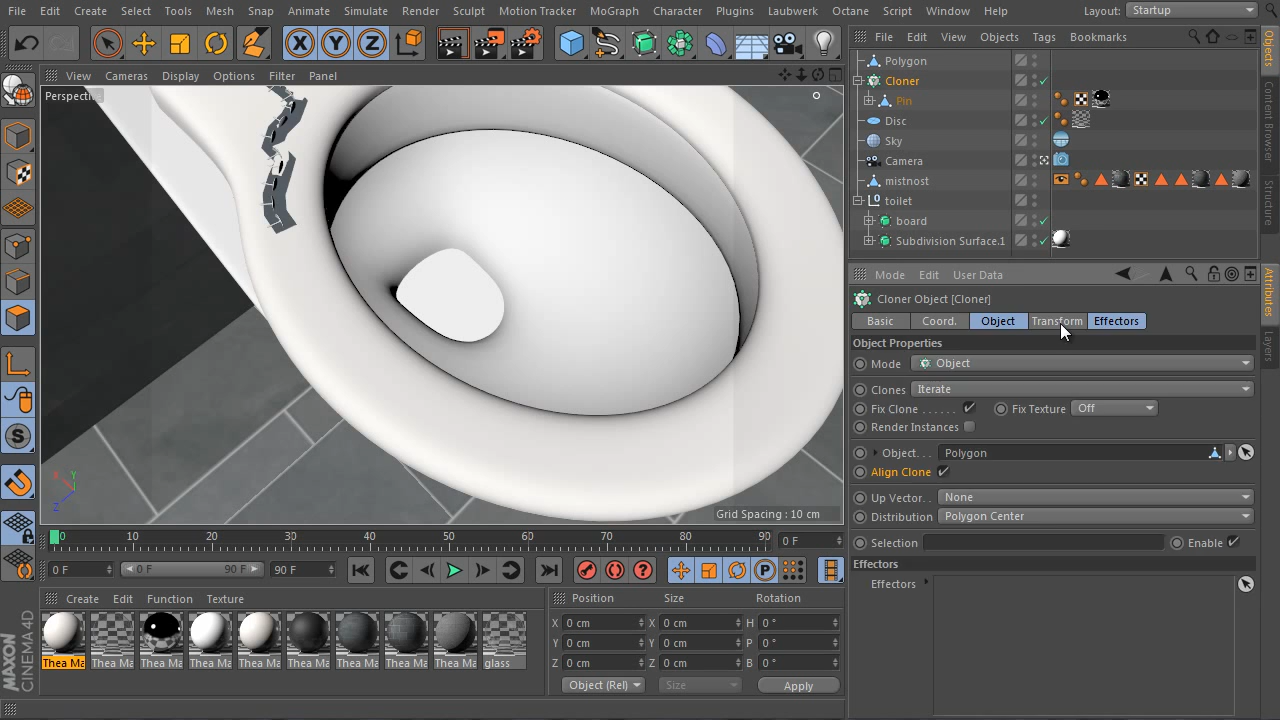 File Edit Create Select Tools Mesh Snap Animate Simulate Render Sculpt Motion Tracker MoGraph Character Plugins Laubwerk Octane Script Window Help Layout: Startup
View Cameras Display Options Filter Panel
Perspective
Grid Spacing : 10 cm
0 10 20 30 40 50 60 70 80 90 0 F
0 F 0 F 90 F 90 F
Create Edit Function Texture
Thea Ma Thea Ma Thea Ma Thea Ma Thea Ma Thea Ma Thea Ma Thea Ma Thea Ma glass
MAXON
CINEMA 4D
Position Size Rotation
X 0 cm X 0 cm H 0 °
Y 0 cm Y 0 cm P 0 °
Z 0 cm Z 0 cm B 0 °
Object (Rel) Size Apply
File Edit View Objects Tags Bookmarks
Polygon
Cloner
Pin
Disc
Sky
Camera
mistnost
toilet
board
Subdivision Surface.1
Mode Edit User Data
Cloner Object [Cloner]
Basic Coord. Object Transform Effectors
Object Properties
Mode Object
Clones Iterate
Fix Clone . . . . . . Fix Texture Off
Render Instances
Object. . . Polygon
Align Clone
Up Vector. . None
Distribution Polygon Center
Selection Enable
Effectors
Effectors
Objects
Content Browser
Structure
Attributes
Layers
X Y Z
S
P
X Y Z